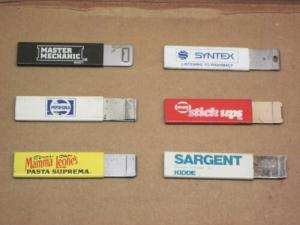 MASTER
MECHANIC
SYNTEX
LISTENING TO PHARMACY
PEPSI-COLA
stick ups
Mamma Leone's
PASTA SUPREMA
SARGENT
KIDDE